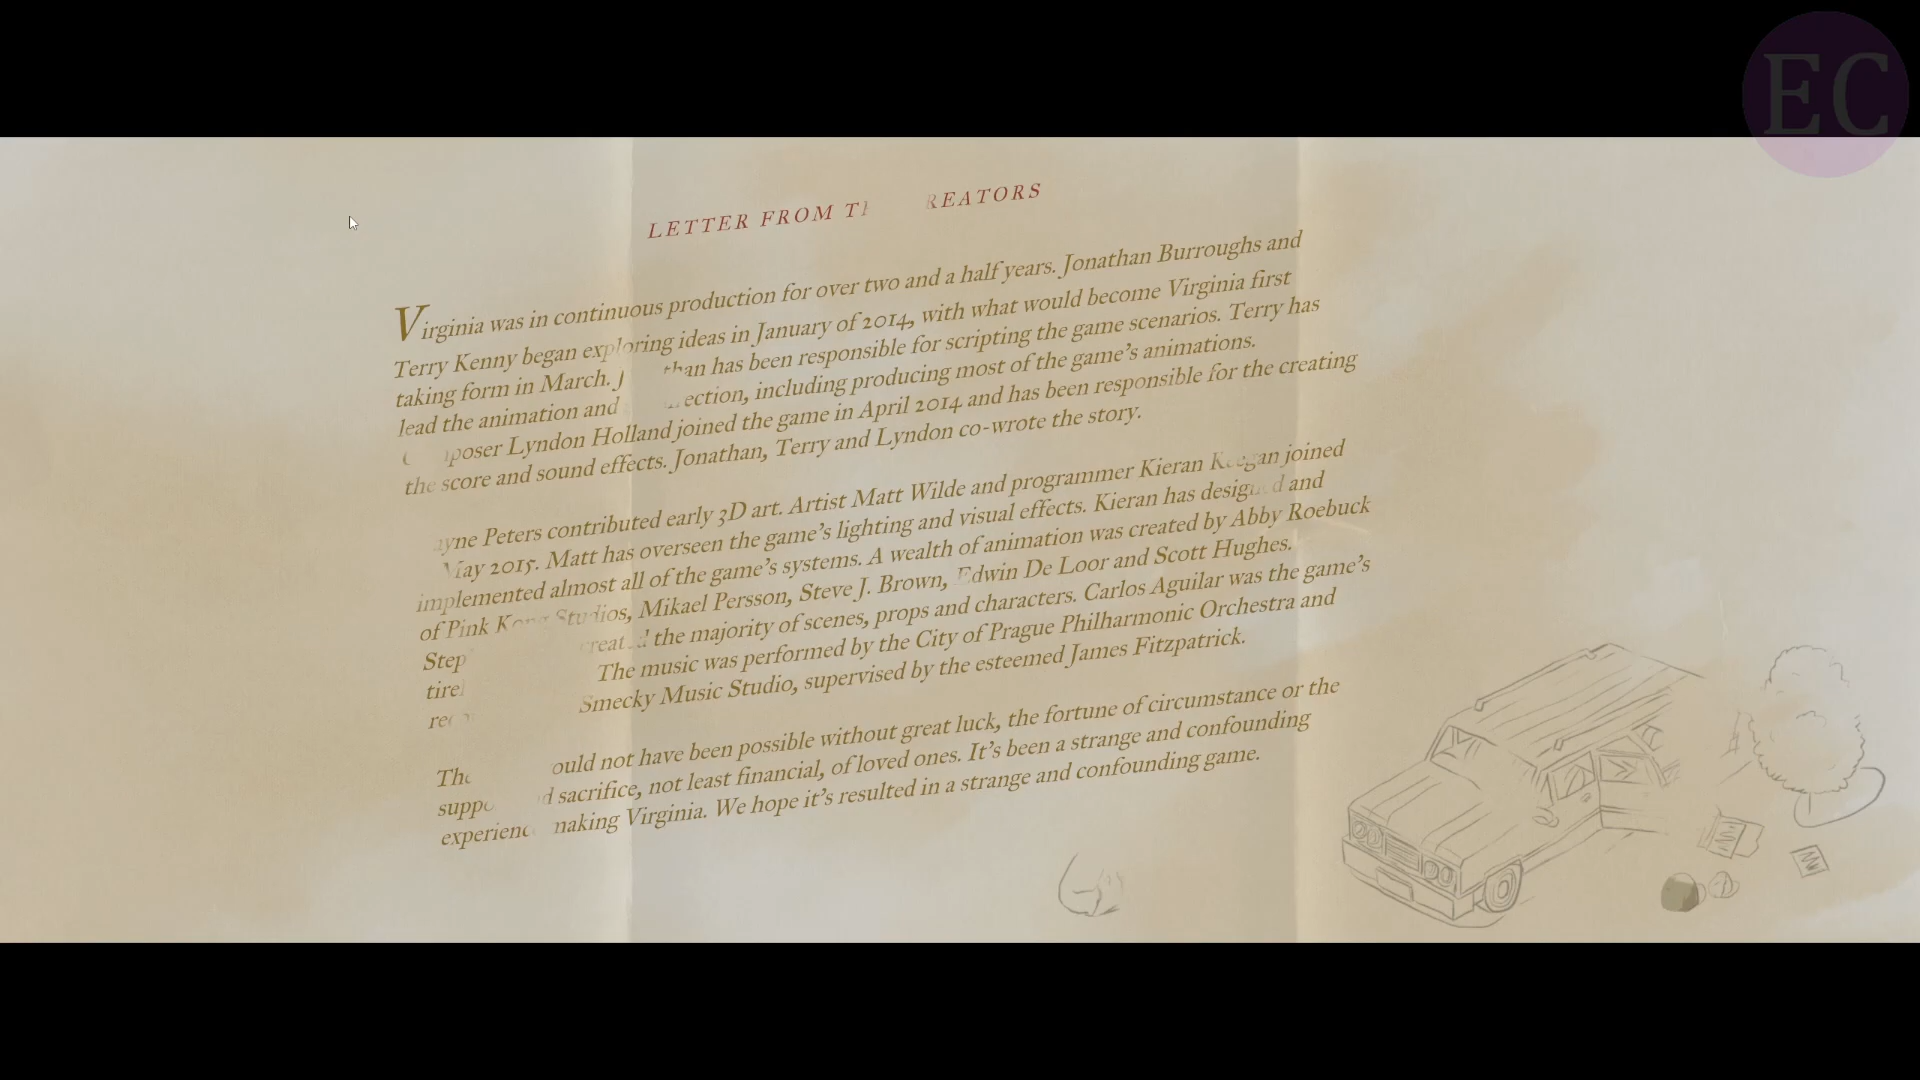 EC
LETTER FROM REATORS
Virginia was in continuous production for over two and a half years. Jonathan Burroughs and
Terry Kenny began exploring ideas in January of 2014, with what would become Virginia first
taking form in March. than has been responsible for scripting the game scenarios. Terry has
lead the animation and ection, including producing most of the game's animations.
poser Lyndon Holland joined the game in April 2014 and has been responsible for the creating
the score and sound effects. Jonathan, Terry and Lyndon co-wrote the story.
ayne Peters contributed early 3D art. Artist Matt Wilde and programmer Kieran Keegan joined
May 2015. Matt has overseen the game's lighting and visual effects. Kieran has designed and
implemented almost all of the game's systems. A wealth of animation was created by Abby Roebuck
of Pink Kong Studios, Mikael Persson, Steve J. Brown, Edwin De Loor and Scott Hughes.
Step created the majority of scenes, props and characters. Carlos Aguilar was the game's
tirel The music was performed by the City of Prague Philharmonic Orchestra and
Smecky Music Studio, supervised by the esteemed James Fitzpatrick.
ould not have been possible without great luck, the fortune of circumstance or the
suppo d sacrifice, not least financial, of loved ones. It's been a strange and confounding
experienc making Virginia. We hope it's resulted in a strange and confounding game.